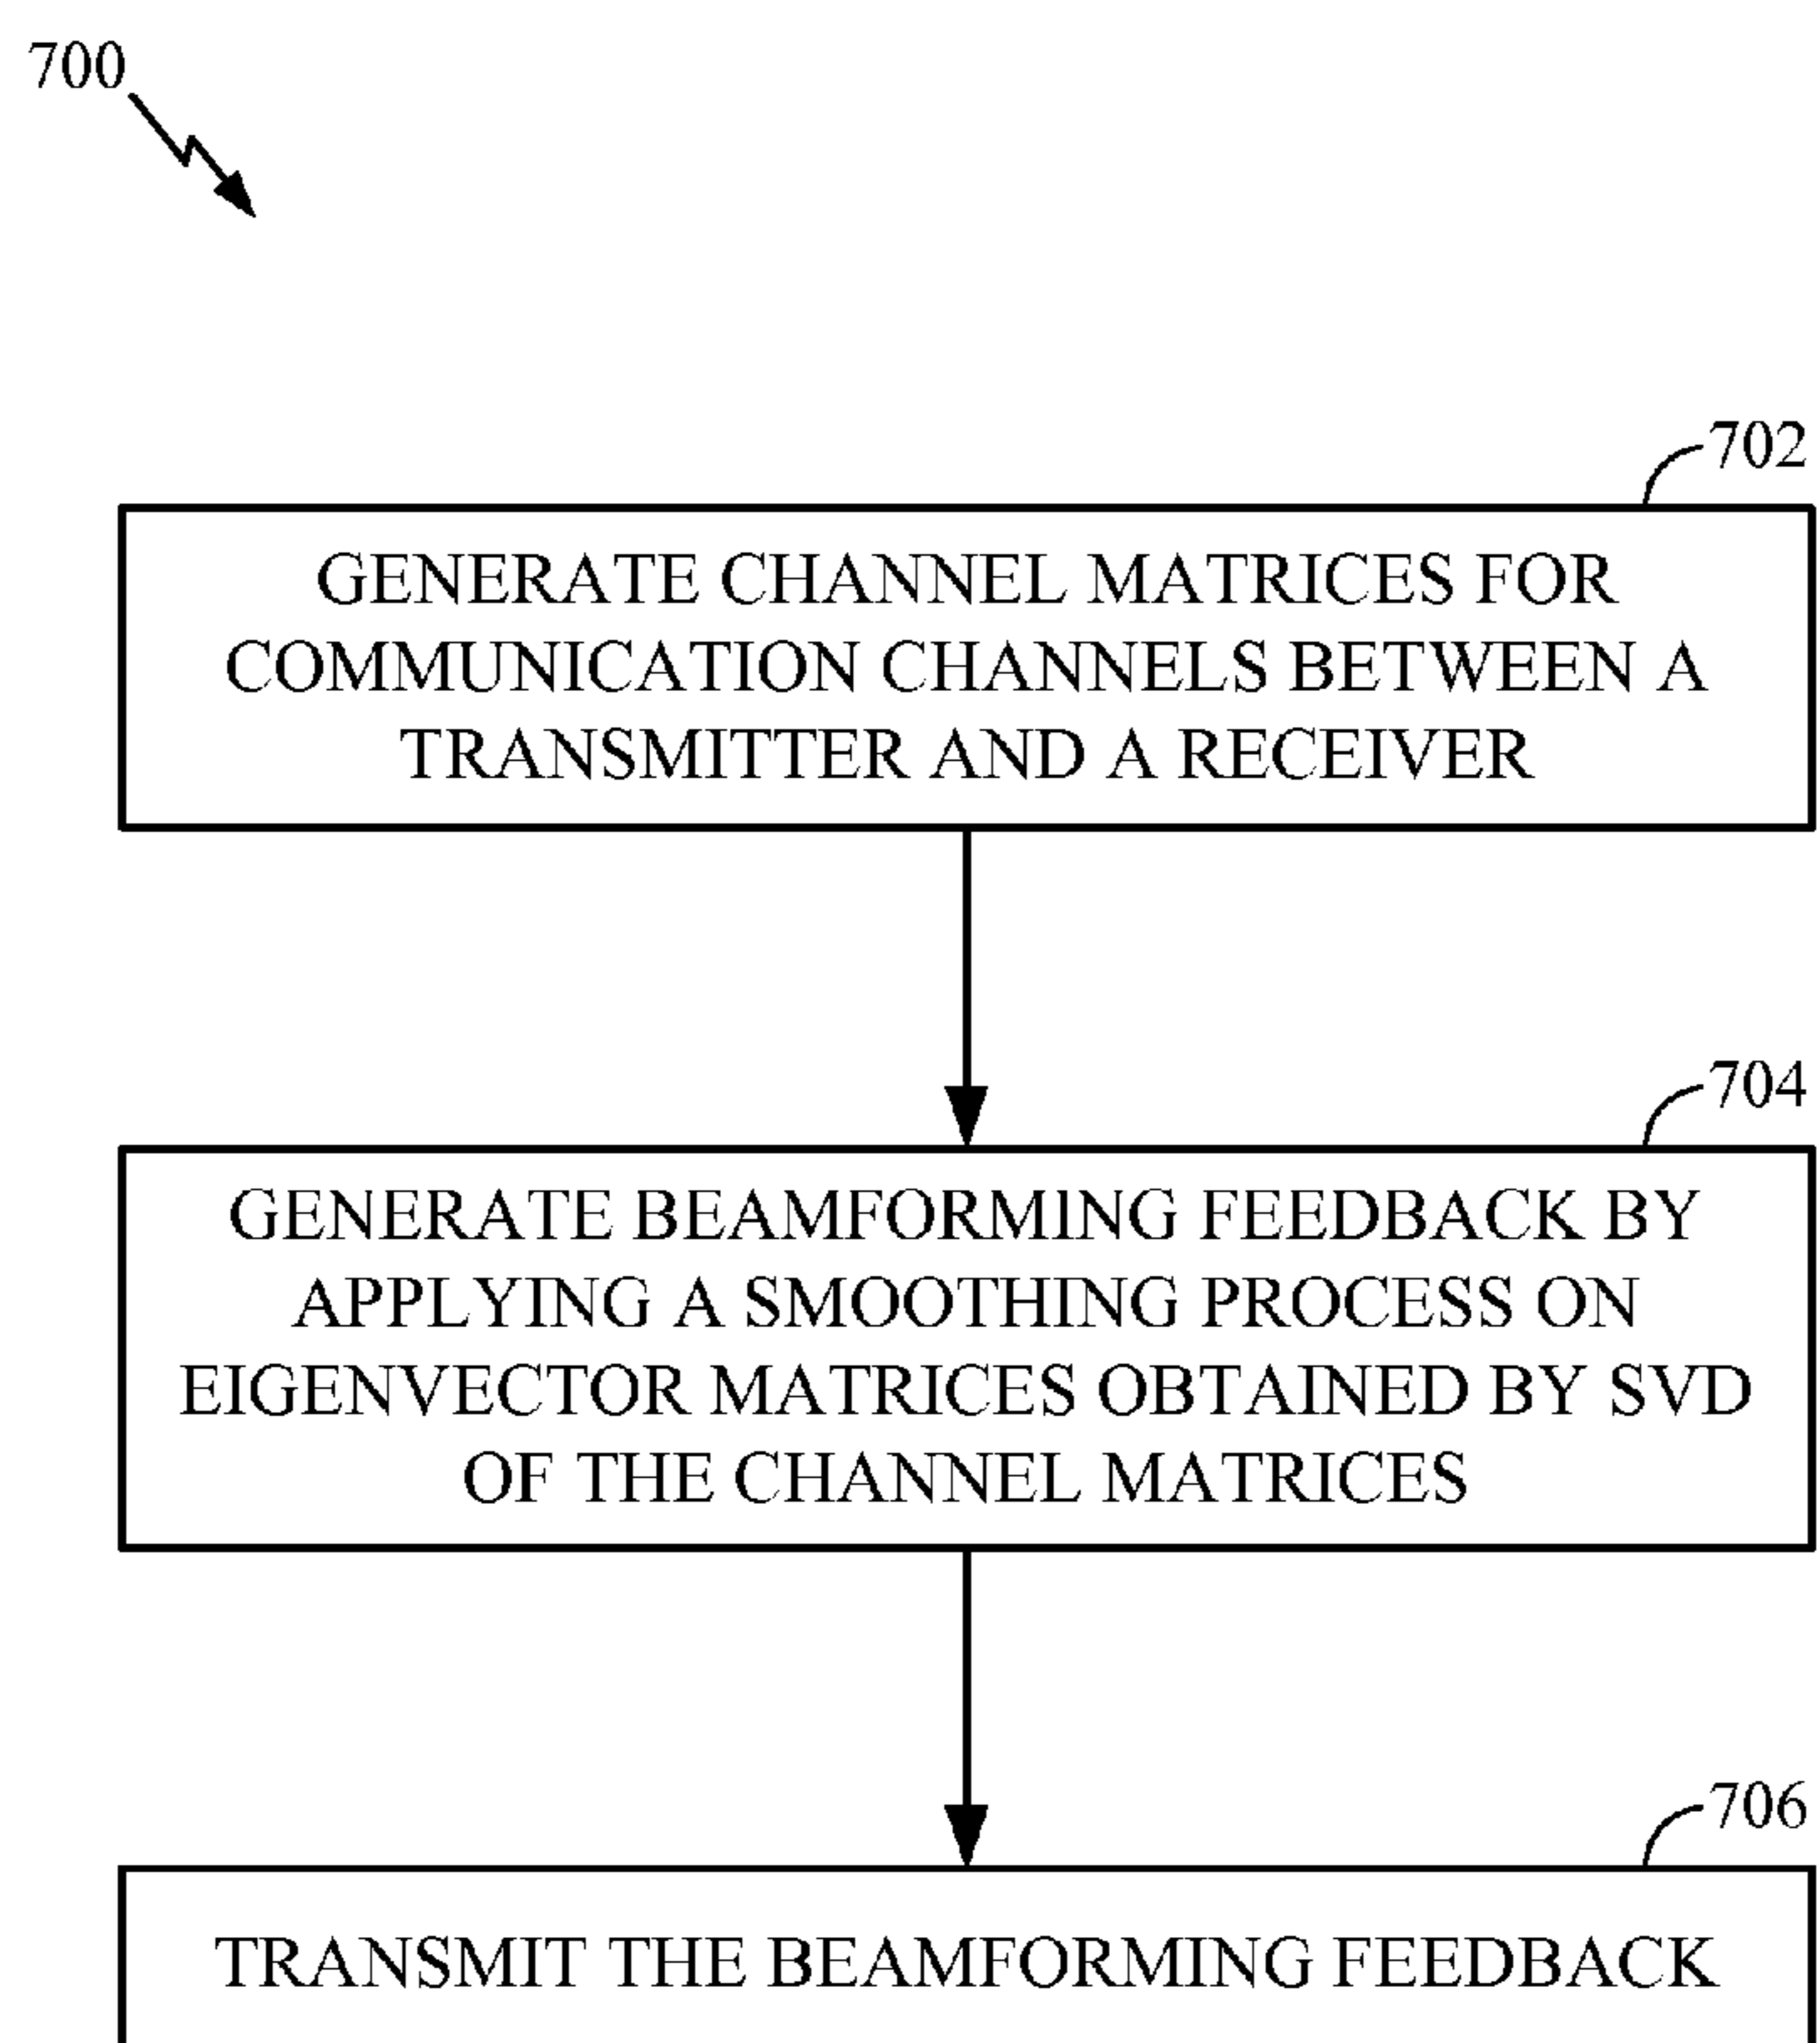 700
702
GENERATE CHANNEL MATRICES FOR
COMMUNICATION CHANNELS BETWEEN A
TRANSMITTER AND A RECEIVER
704
GENERATE BEAMFORMING FEEDBACK BY
APPLYING A SMOOTHING PROCESS ON
EIGENVECTOR MATRICES OBTAINED BY SVD
OF THE CHANNEL MATRICES
706
TRANSMIT THE BEAMFORMING FEEDBACK